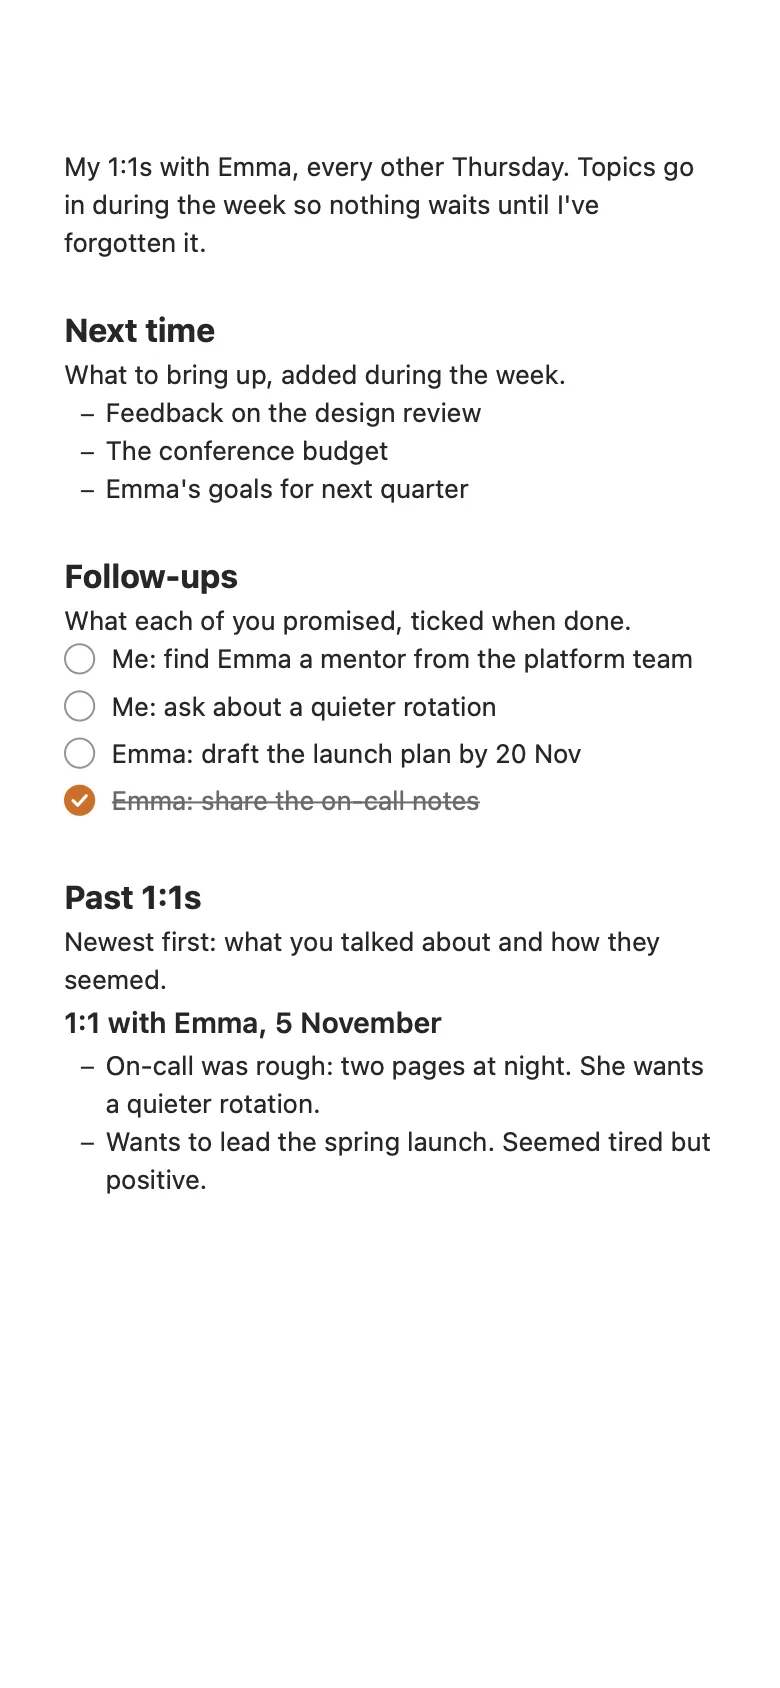 My 1:1s with Emma, every other Thursday. Topics go
in during the week so nothing waits until I've
forgotten it.
Next time
What to bring up, added during the week.
– Feedback on the design review
– The conference budget
– Emma's goals for next quarter
Follow-ups
What each of you promised, ticked when done.
Me: find Emma a mentor from the platform team
Me: ask about a quieter rotation
Emma: draft the launch plan by 20 Nov
Emma: share the on-call notes
Past 1:1s
Newest first: what you talked about and how they
seemed.
1:1 with Emma, 5 November
– On-call was rough: two pages at night. She wants
a quieter rotation.
– Wants to lead the spring launch. Seemed tired but
positive.